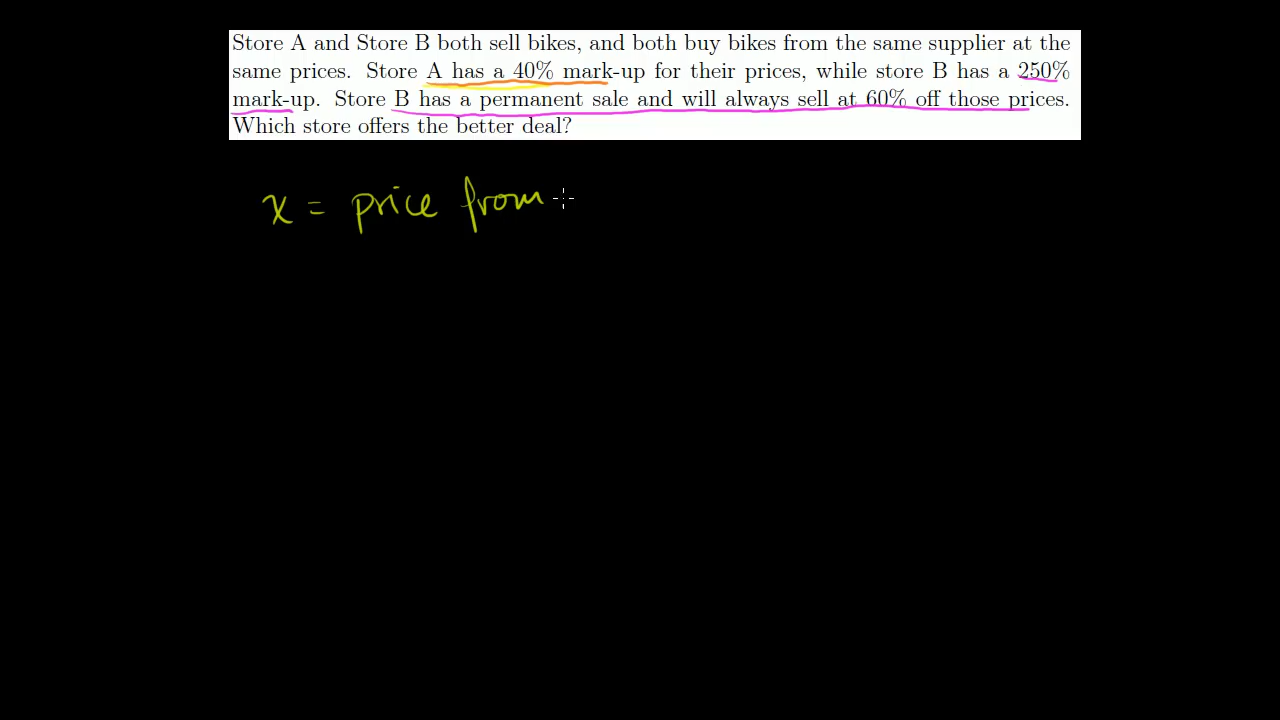 Store A and Store B both sell bikes, and both buy bikes from the same supplier at the
same prices. Store A has a 40% mark-up for their prices, while store B has a 250%
mark-up. Store B has a permanent sale and will always sell at 60% off those prices.
Which store offers the better deal?
x = price from